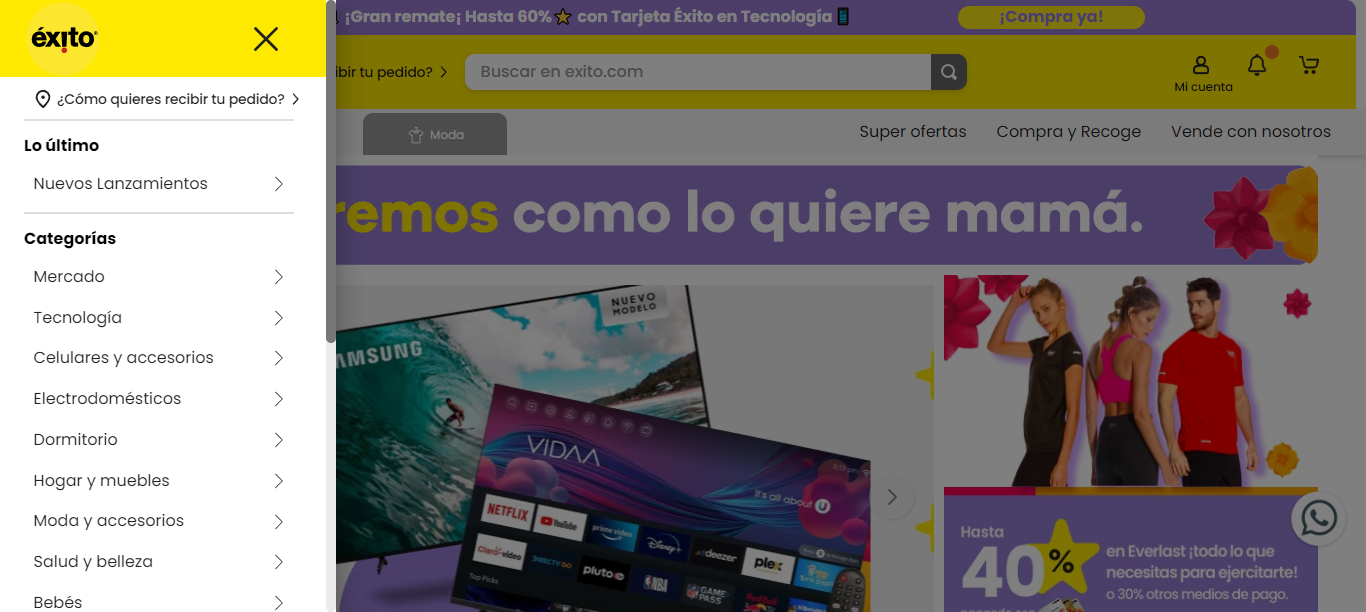 éxito
¿Cómo quieres recibir tu pedido?
Lo último
Nuevos Lanzamientos
Categorías
Mercado
Tecnología
Celulares y accesorios
Electrodomésticos
Dormitorio
Hogar y muebles
Moda y accesorios
Salud y belleza
Bebés
¡Gran remate¡ Hasta 60% con Tarjeta Éxito en Tecnología
¡Compra ya!
ibir tu pedido?
Buscar en exito.com
Mi cuenta
Moda
Super ofertas
Compra y Recoge
Vende con nosotros
remos como lo quiere mamá.
NUEVO
MODELO
SAMSUNG
VIDAA
It's all about U
NETFLIX
YouTube
prime video
Disney+
deezer
plex
Claro video
DIRECTV GO
pluto tv
NBA
GAME
PASS
Red Bull
Top Picks
Hasta
40%
en Everlast ¡todo lo que
necesitas para ejercitarte!
o 30% otros medios de pago.